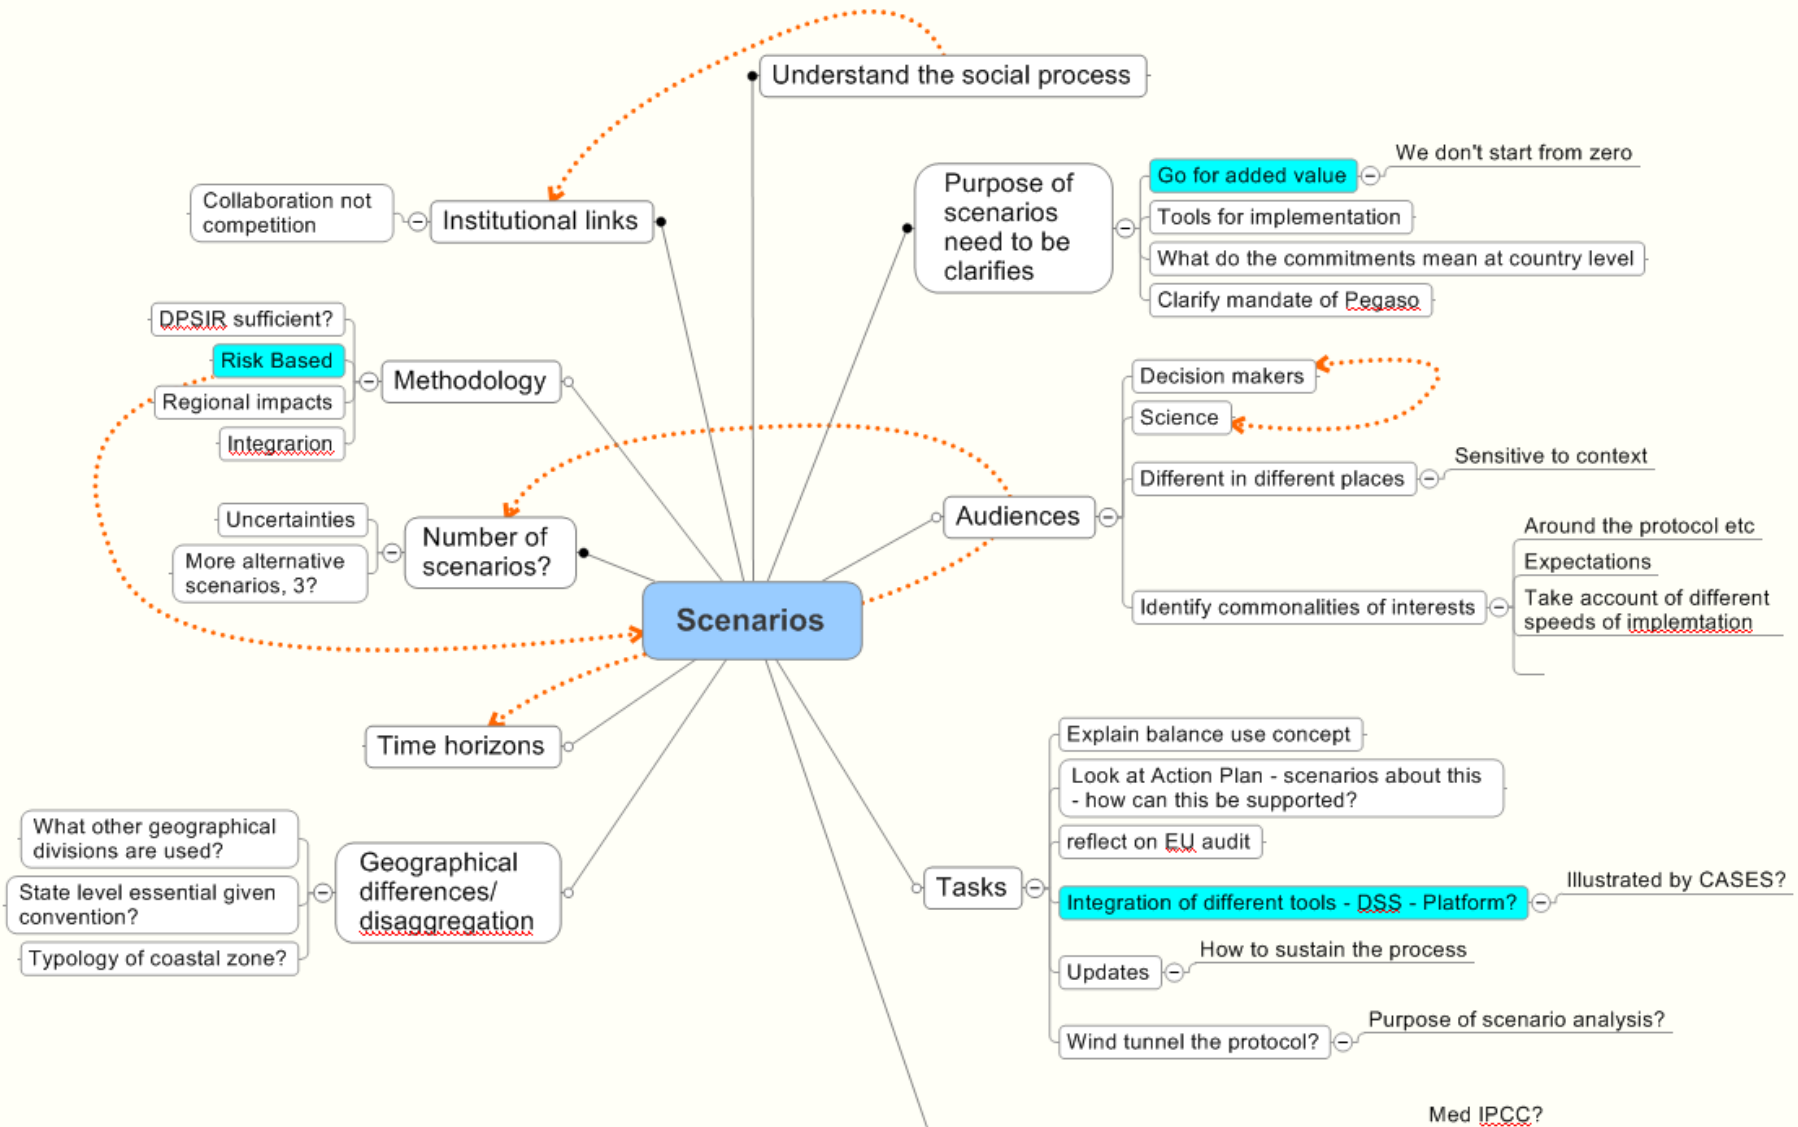 Understand the social process
Purpose of
scenarios
need to be
clarifies
Go for added value
We don't start from zero
Tools for implementation
What do the commitments mean at country level
Clarify mandate of Pegaso
Collaboration not
competition
Institutional links
DPSIR sufficient?
Risk Based
Regional impacts
Integrarion
Methodology
Decision makers
Science
Different in different places
Sensitive to context
Audiences
Identify commonalities of interests
Around the protocol etc
Expectations
Take account of different
speeds of implemtation
Uncertainties
More alternative
scenarios, 3?
Number of
scenarios?
Scenarios
Time horizons
What other geographical
divisions are used?
State level essential given
convention?
Typology of coastal zone?
Geographical
differences/
disaggregation
Tasks
Explain balance use concept
Look at Action Plan - scenarios about this
- how can this be supported?
reflect on EU audit
Integration of different tools - DSS - Platform?
Illustrated by CASES?
Updates
How to sustain the process
Wind tunnel the protocol?
Purpose of scenario analysis?
Med IPCC?